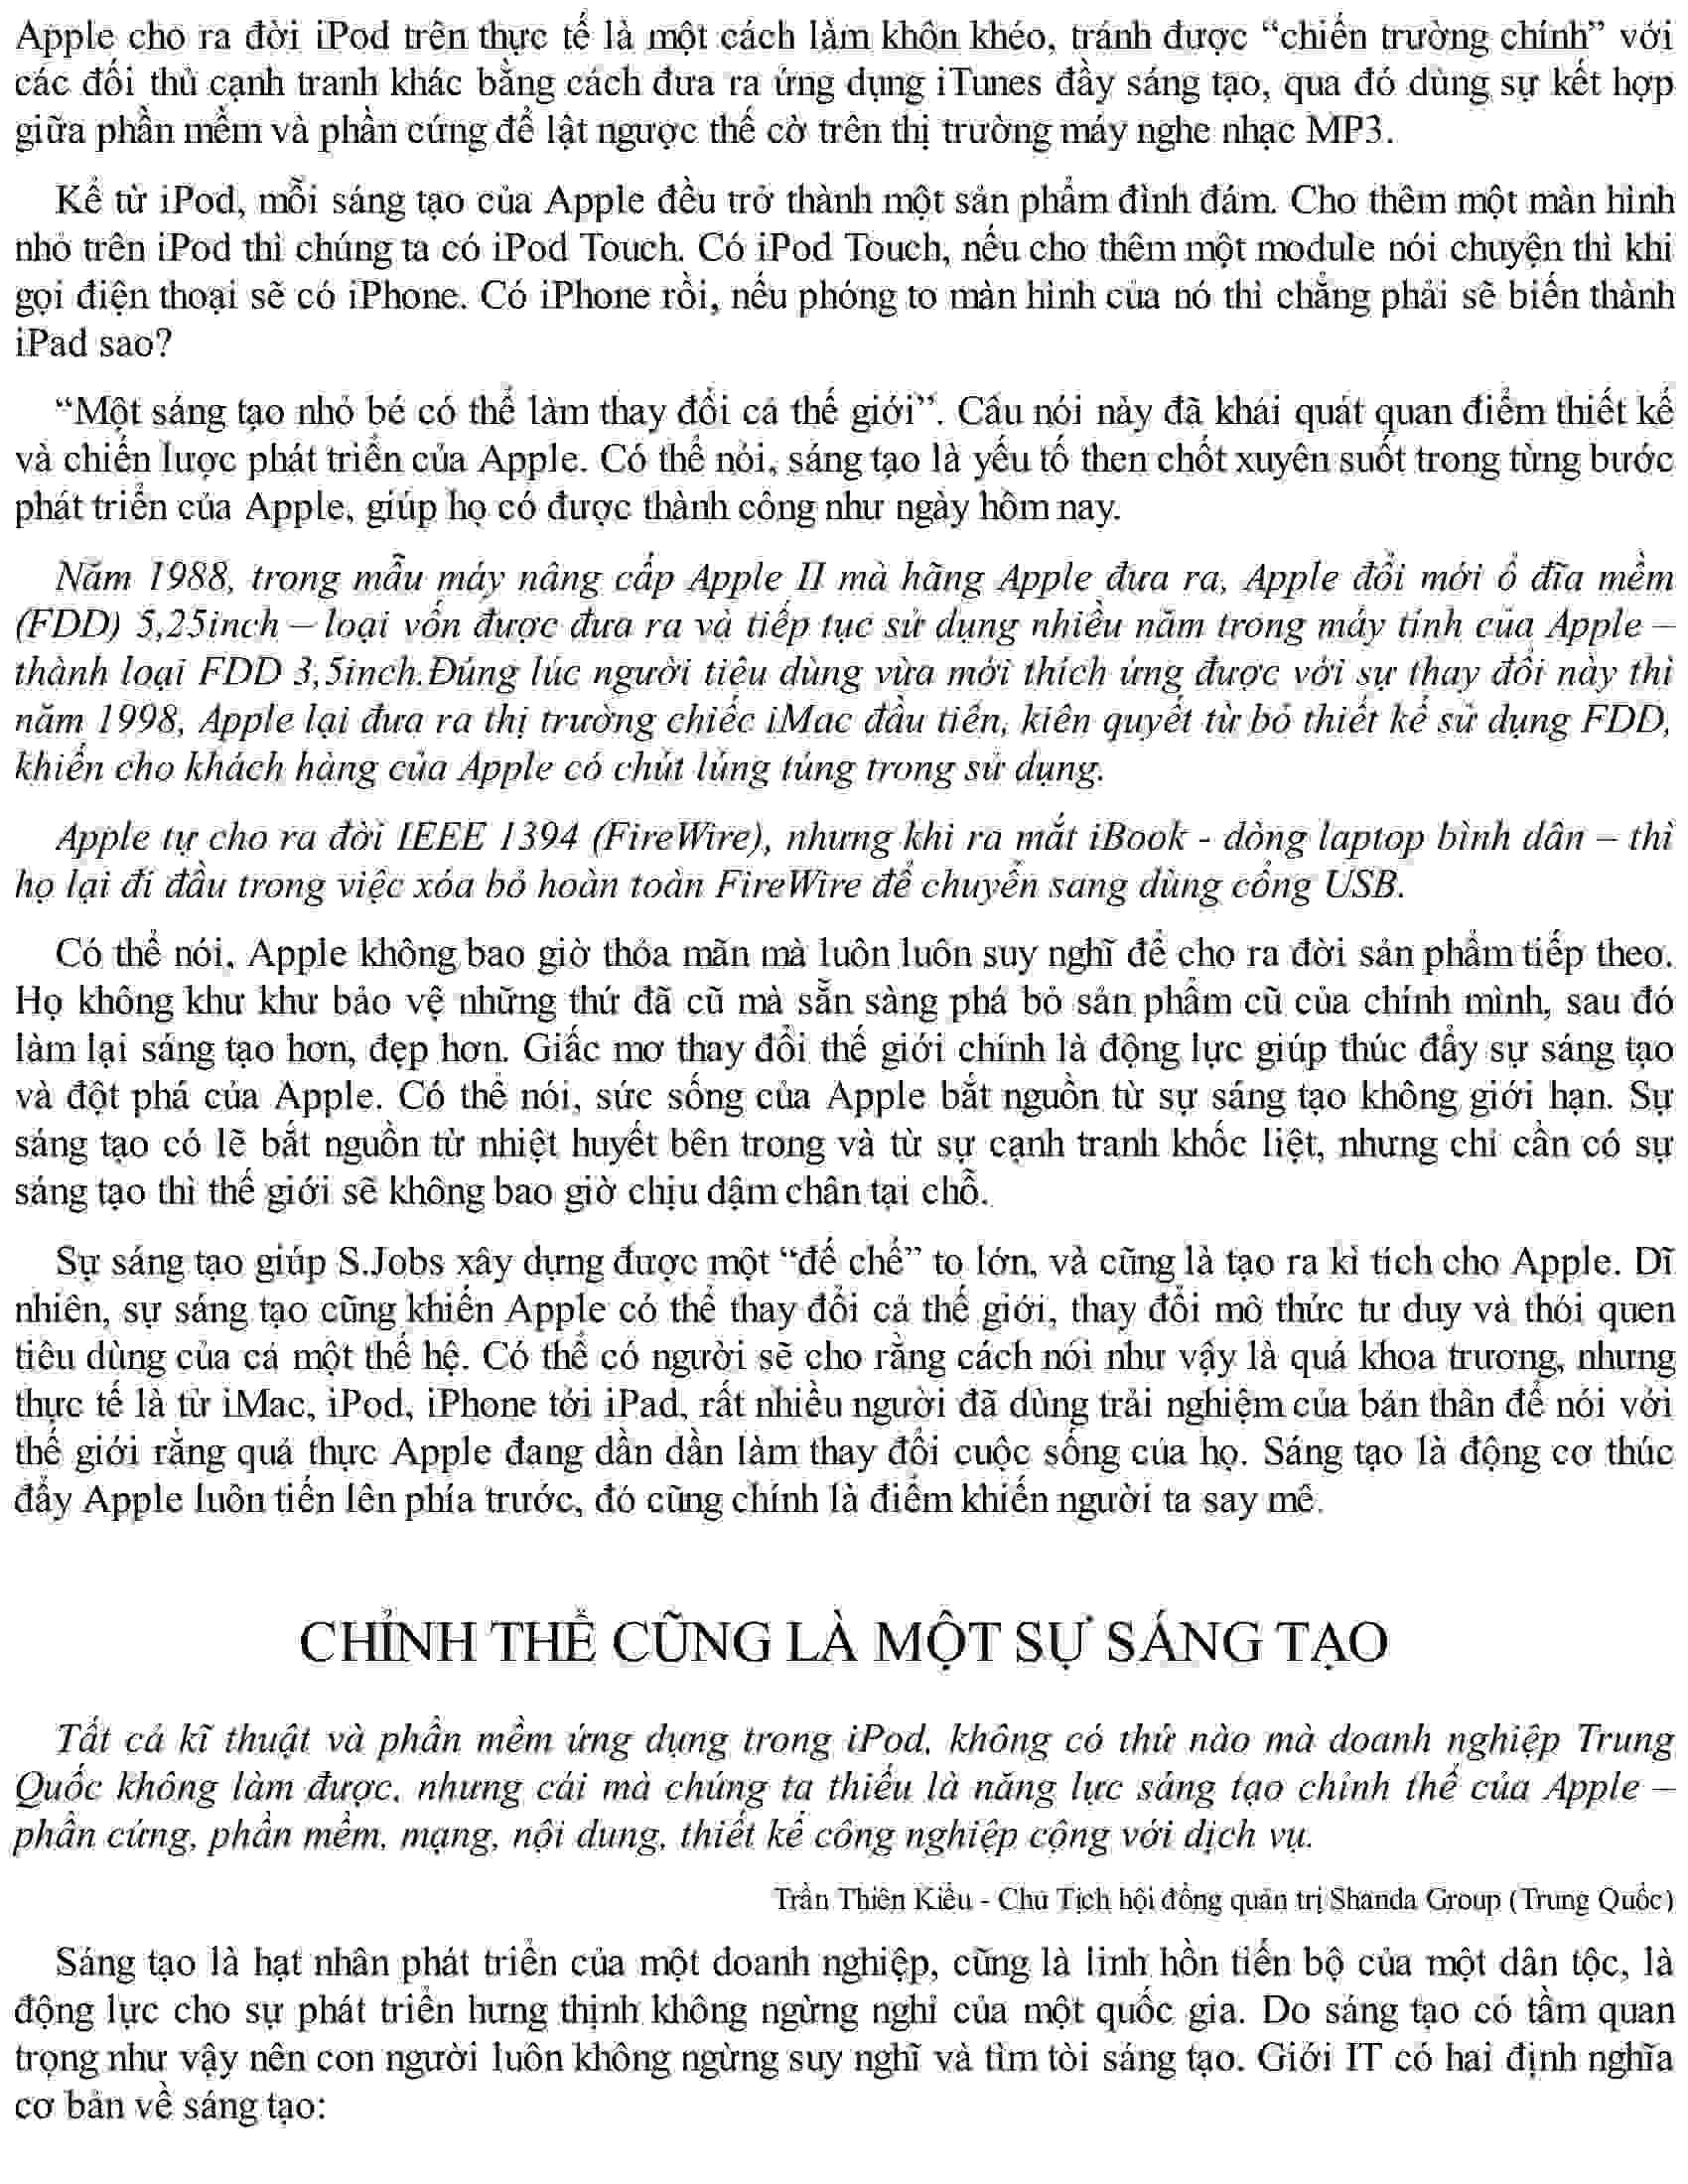 Apple cho ra đời iPod trên thực tế là một cách làm khôn khéo, tránh được “chiến trường chính” với
các đối thủ cạnh tranh khác bằng cách đưa ra ứng dụng iTunes đầy sáng tạo, qua đó dùng sự kết hợp
giữa phần mềm và phần cứng để lật ngược thế cờ trên thị trường máy nghe nhạc MP3.
Kể từ iPod, mỗi sáng tạo của Apple đều trở thành một sản phẩm đình đám. Cho thêm một màn hình
nhỏ trên iPod thì chúng ta có iPod Touch. Có iPod Touch, nếu cho thêm một module nói chuyện thì khi
gọi điện thoại sẽ có iPhone. Có iPhone rồi, nếu phóng to màn hình của nó thì chẳng phải sẽ biến thành
iPad sao?
“Một sáng tạo nhỏ bé có thể làm thay đổi cả thế giới”. Câu nói này đã khái quát quan điểm thiết kế
và chiến lược phát triển của Apple. Có thể nói, sáng tạo là yếu tố then chốt xuyên suốt trong từng bước
phát triển của Apple, giúp họ có được thành công như ngày hôm nay.
Năm 1988, trong mẫu máy nâng cấp Apple II mà hãng Apple đưa ra, Apple đổi mới ổ đĩa mềm
(FDD) 5,25inch – loại vốn được đưa ra và tiếp tục sử dụng nhiều năm trong máy tính của Apple –
thành loại FDD 3,5inch.Đúng lúc người tiêu dùng vừa mới thích ứng được với sự thay đổi này thì
năm 1998, Apple lại đưa ra thị trường chiếc iMac đầu tiên, kiên quyết từ bỏ thiết kế sử dụng FDD,
khiến cho khách hàng của Apple có chút lúng túng trong sử dụng.
Apple tự cho ra đời IEEE 1394 (FireWire), nhưng khi ra mắt iBook - dòng laptop bình dân – thì
họ lại đi đầu trong việc xóa bỏ hoàn toàn FireWire để chuyển sang dùng cổng USB.
Có thể nói, Apple không bao giờ thỏa mãn mà luôn luôn suy nghĩ để cho ra đời sản phẩm tiếp theo.
Họ không khư khư bảo vệ những thứ đã cũ mà sẵn sàng phá bỏ sản phẩm cũ của chính mình, sau đó
làm lại sáng tạo hơn, đẹp hơn. Giấc mơ thay đổi thế giới chính là động lực giúp thúc đẩy sự sáng tạo
và đột phá của Apple. Có thể nói, sức sống của Apple bắt nguồn từ sự sáng tạo không giới hạn. Sự
sáng tạo có lẽ bắt nguồn từ nhiệt huyết bên trong và từ sự cạnh tranh khốc liệt, nhưng chỉ cần có sự
sáng tạo thì thế giới sẽ không bao giờ chịu dậm chân tại chỗ.
Sự sáng tạo giúp S.Jobs xây dựng được một “đế chế” to lớn, và cũng là tạo ra kì tích cho Apple. Dĩ
nhiên, sự sáng tạo cũng khiến Apple có thể thay đổi cả thế giới, thay đổi mô thức tư duy và thói quen
tiêu dùng của cả một thế hệ. Có thể có người sẽ cho rằng cách nói như vậy là quá khoa trương, nhưng
thực tế là từ iMac, iPod, iPhone tới iPad, rất nhiều người đã dùng trải nghiệm của bản thân để nói với
thế giới rằng quả thực Apple đang dần dần làm thay đổi cuộc sống của họ. Sáng tạo là động cơ thúc
đẩy Apple luôn tiến lên phía trước, đó cũng chính là điểm khiến người ta say mê.
CHỈNH THỂ CŨNG LÀ MỘT SỰ SÁNG TẠO
Tất cả kĩ thuật và phần mềm ứng dụng trong iPod, không có thứ nào mà doanh nghiệp Trung
Quốc không làm được, nhưng cái mà chúng ta thiếu là năng lực sáng tạo chỉnh thể của Apple –
phần cứng, phần mềm, mạng, nội dung, thiết kế công nghiệp cộng với dịch vụ.
Trần Thiên Kiều - Chủ Tịch hội đồng quản trị Shanda Group (Trung Quốc)
Sáng tạo là hạt nhân phát triển của một doanh nghiệp, cũng là linh hồn tiến bộ của một dân tộc, là
động lực cho sự phát triển hưng thịnh không ngừng nghỉ của một quốc gia. Do sáng tạo có tầm quan
trọng như vậy nên con người luôn không ngừng suy nghĩ và tìm tòi sáng tạo. Giới IT có hai định nghĩa
cơ bản về sáng tạo: